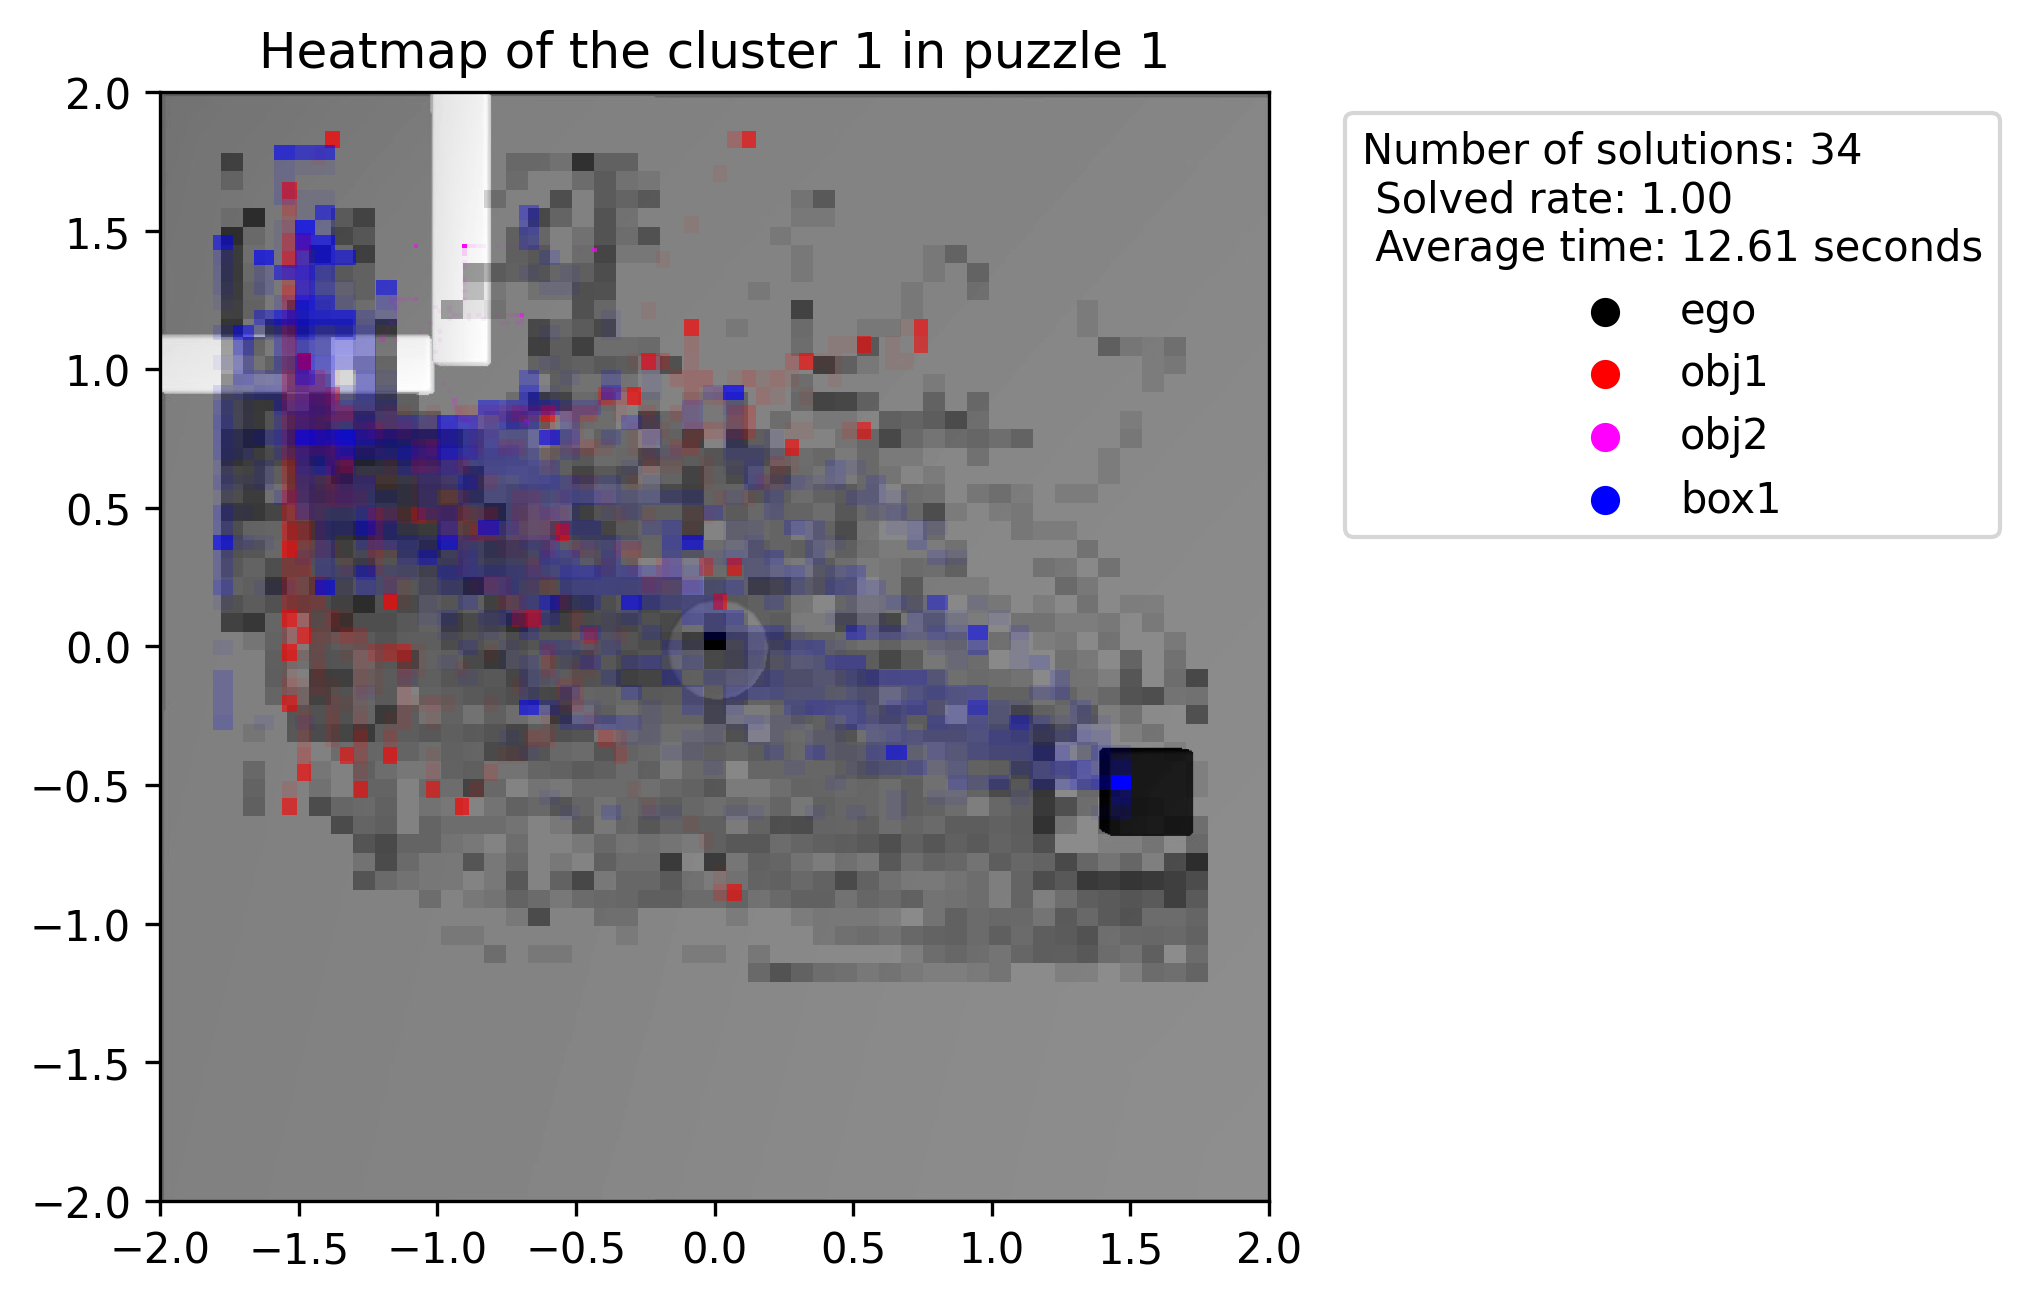 Heatmap of the cluster 1 in puzzle 1
2.0
1.5
1.0
0.5
0.0
−0.5
−1.0
−1.5
−2.0
−2.0 −1.5 −1.0 −0.5 0.0 0.5 1.0 1.5 2.0
Number of solutions: 34
Solved rate: 1.00
Average time: 12.61 seconds
ego
obj1
obj2
box1